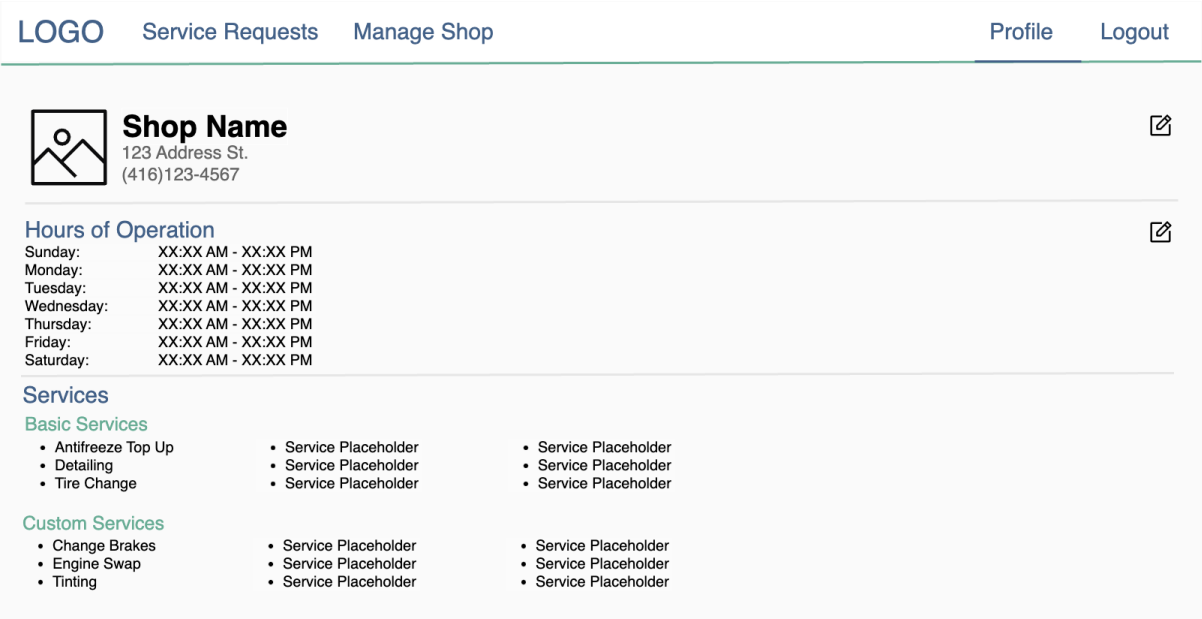 LOGO Service Requests Manage Shop Profile Logout
Shop Name
123 Address St.
(416)123-4567
Hours of Operation
Sunday: XX:XX AM - XX:XX PM
Monday: XX:XX AM - XX:XX PM
Tuesday: XX:XX AM - XX:XX PM
Wednesday: XX:XX AM - XX:XX PM
Thursday: XX:XX AM - XX:XX PM
Friday: XX:XX AM - XX:XX PM
Saturday: XX:XX AM - XX:XX PM
Services
Basic Services
• Antifreeze Top Up • Service Placeholder • Service Placeholder
• Detailing • Service Placeholder • Service Placeholder
• Tire Change • Service Placeholder • Service Placeholder
Custom Services
• Change Brakes • Service Placeholder • Service Placeholder
• Engine Swap • Service Placeholder • Service Placeholder
• Tinting • Service Placeholder • Service Placeholder